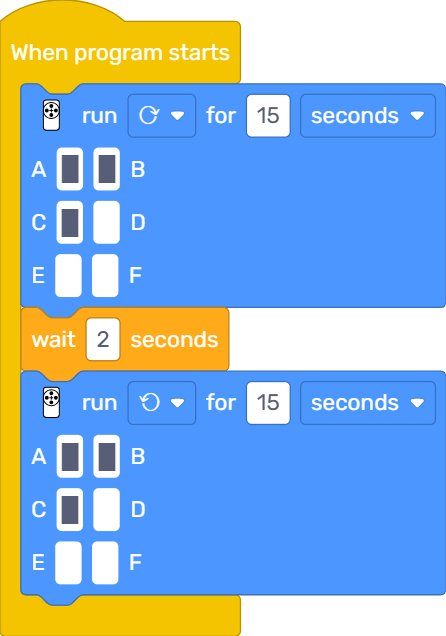 When program starts
run for 15 seconds
A B
C D
E F
wait 2 seconds
run for 15 seconds
A B
C D
E F